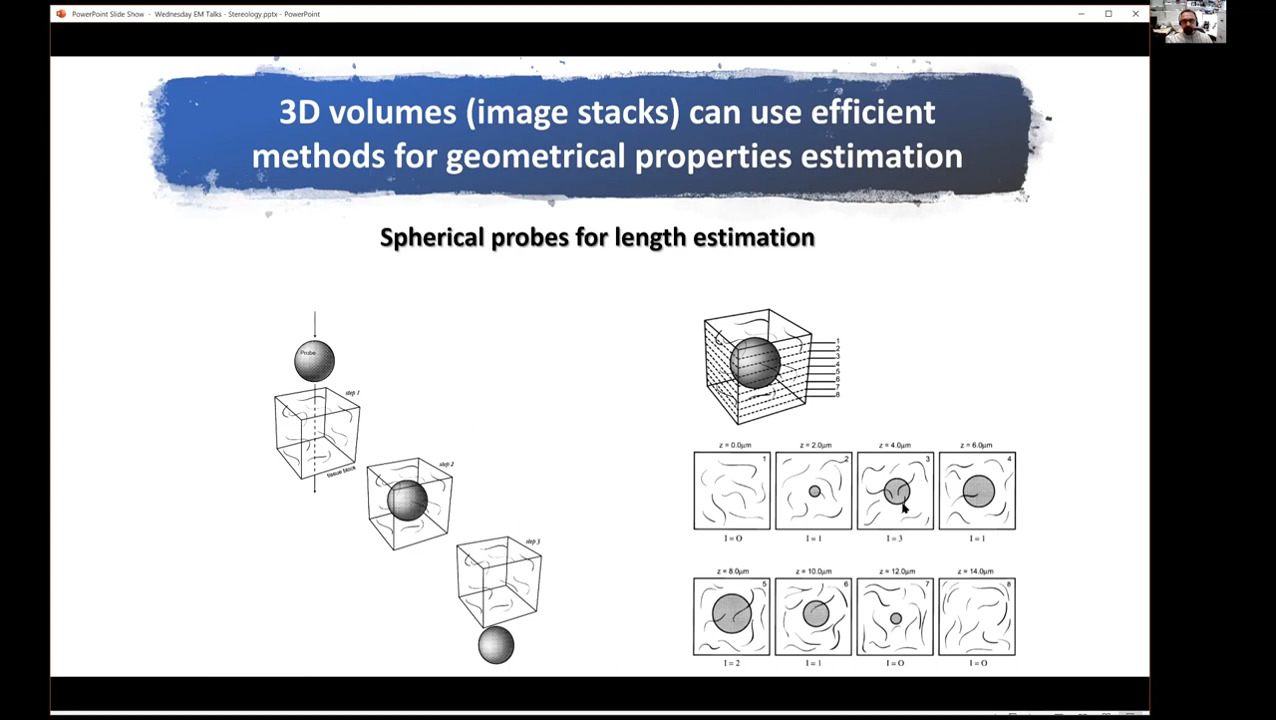 PowerPoint Slide Show - Wednesday EM Talks - Stereology.pptx - PowerPoint
3D volumes (image stacks) can use efficient
methods for geometrical properties estimation
Spherical probes for length estimation
Probe
step 1
tissue block
step 2
step 3
1
2
3
4
5
6
7
8
z = 0.0μm
z = 2.0μm
z = 4.0μm
z = 6.0μm
1
2
3
4
I = 0
I = 1
I = 3
I = 1
z = 8.0μm
z = 10.0μm
z = 12.0μm
z = 14.0μm
5
6
7
8
I = 2
I = 1
I = 0
I = 0